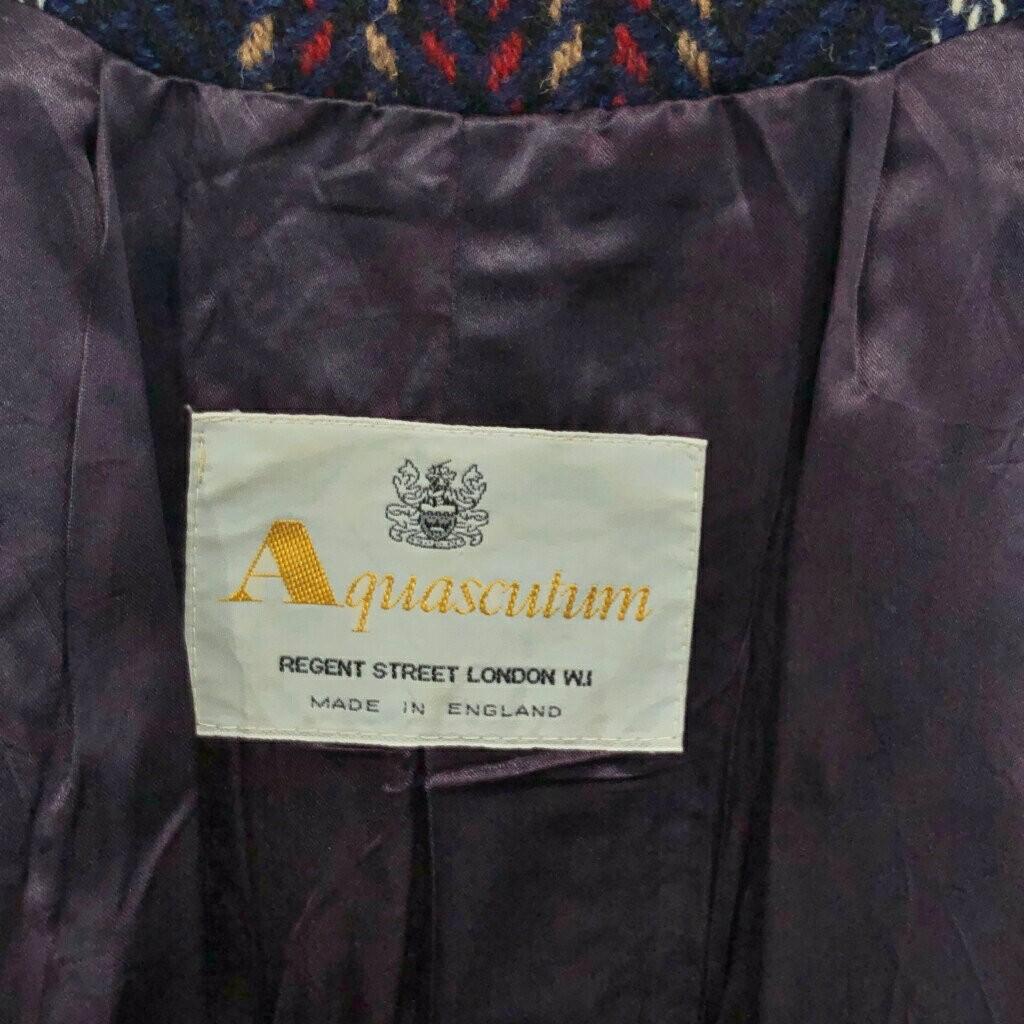 Aquascutum
REGENT STREET LONDON W.1
MADE IN ENGLAND